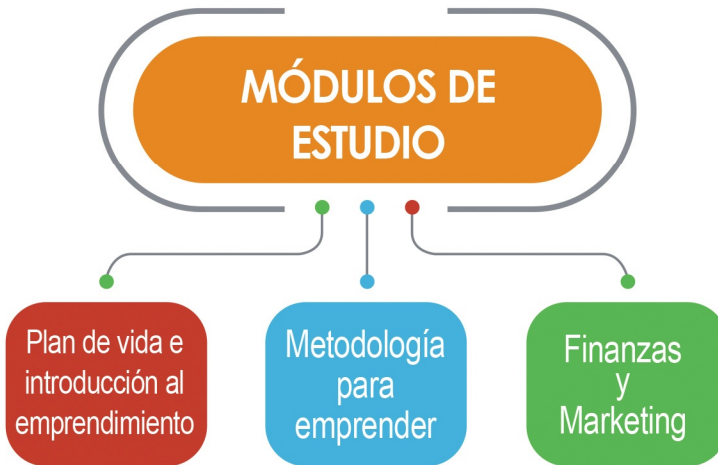 MÓDULOS DE
ESTUDIO
Plan de vida e
introducción al
emprendimiento
Metodología
para
emprender
Finanzas
y
Marketing